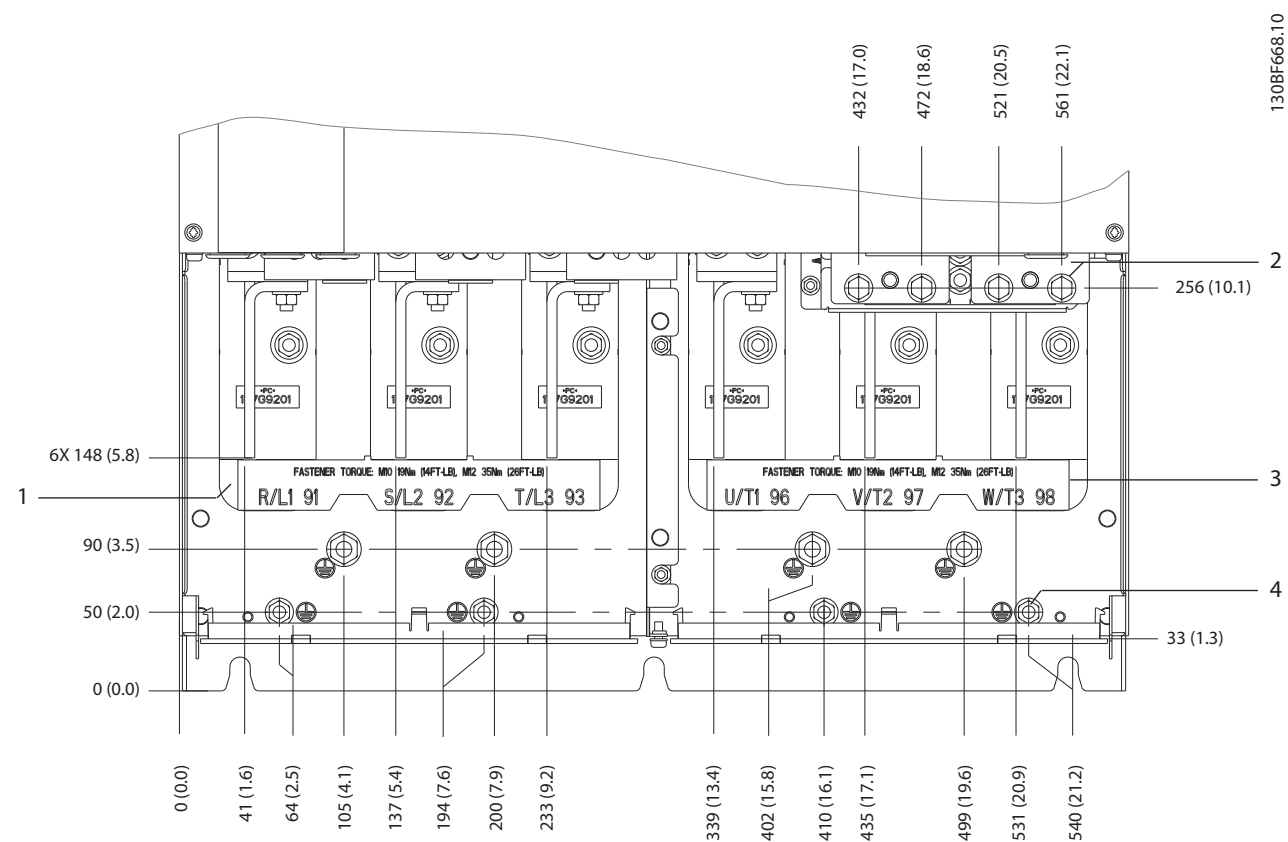 130BF668.10
432 (17.0)
472 (18.6)
521 (20.5)
561 (22.1)
2
256 (10.1)
»PC«
»PC«
»PC«
»PC«
»PC«
»PC«
6X 148 (5.8)
FASTENER TORQUE: M10 19Nm (14FT-LB), M12 35Nm (26FT-LB)
FASTENER TORQUE: M10 19Nm (14FT-LB), M12 35Nm (26FT-LB)
1
R/L1 91 S/L2 92 T/L3 93
U/T1 96 V/T2 97 W/T3 98
3
90 (3.5)
4
50 (2.0)
33 (1.3)
0 (0.0)
0 (0.0)
41 (1.6)
64 (2.5)
105 (4.1)
137 (5.4)
194 (7.6)
200 (7.9)
233 (9.2)
339 (13.4)
402 (15.8)
410 (16.1)
435 (17.1)
499 (19.6)
531 (20.9)
540 (21.2)